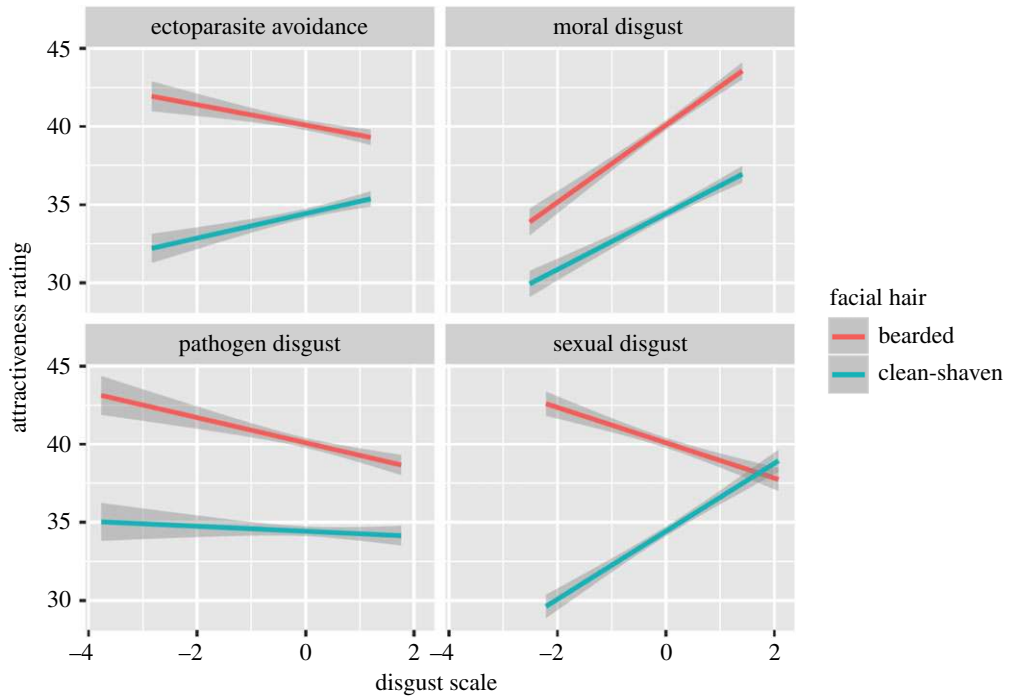 ectoparasite avoidance
moral disgust
45
40
35
30
pathogen disgust
sexual disgust
45
40
35
30
–4
–2
0
2
–4
–2
0
2
disgust scale
attractiveness rating
facial hair
bearded
clean-shaven